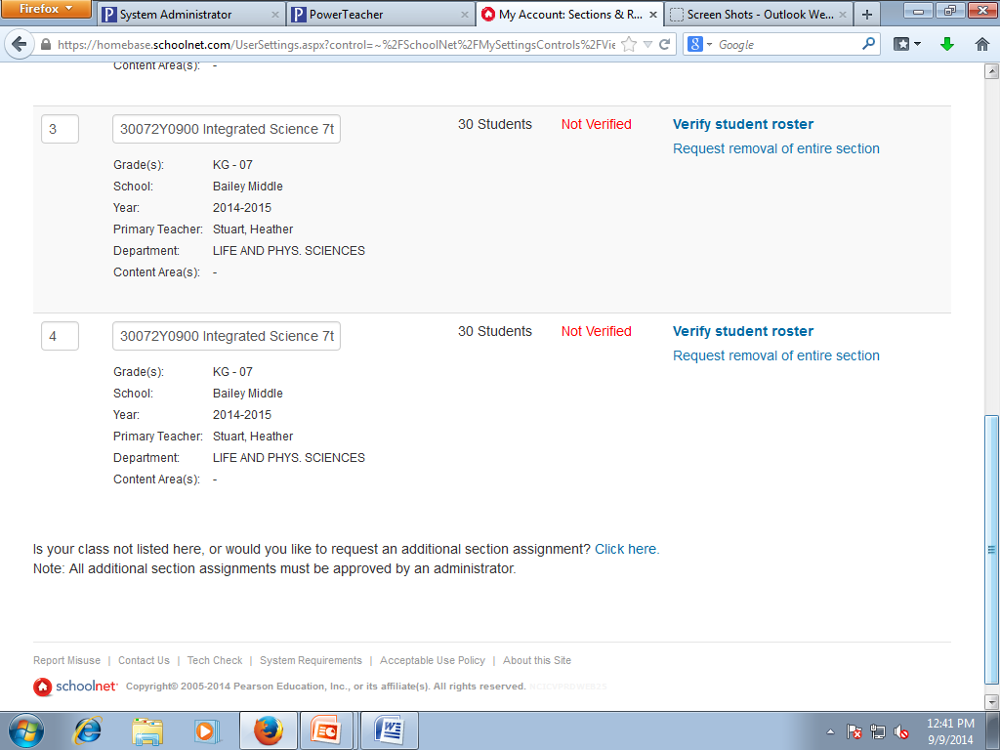 Firefox
System Administrator
PowerTeacher
My Account: Sections & R...
Screen Shots - Outlook We...
https://homebase.schoolnet.com/UserSettings.aspx?control=~%2FSchoolNet%2FMySettingsControls%2FVie
Google
Content Area(s): -
3 30072Y0900 Integrated Science 7t 30 Students Not Verified Verify student roster
Request removal of entire section
Grade(s): KG - 07
School: Bailey Middle
Year: 2014-2015
Primary Teacher: Stuart, Heather
Department: LIFE AND PHYS. SCIENCES
Content Area(s): -
4 30072Y0900 Integrated Science 7t 30 Students Not Verified Verify student roster
Request removal of entire section
Grade(s): KG - 07
School: Bailey Middle
Year: 2014-2015
Primary Teacher: Stuart, Heather
Department: LIFE AND PHYS. SCIENCES
Content Area(s): -
Is your class not listed here, or would you like to request an additional section assignment? Click here.
Note: All additional section assignments must be approved by an administrator.
Report Misuse | Contact Us | Tech Check | System Requirements | Acceptable Use Policy | About this Site
schoolnet Copyright© 2005-2014 Pearson Education, Inc., or its affiliate(s). All rights reserved.
12:41 PM
9/9/2014